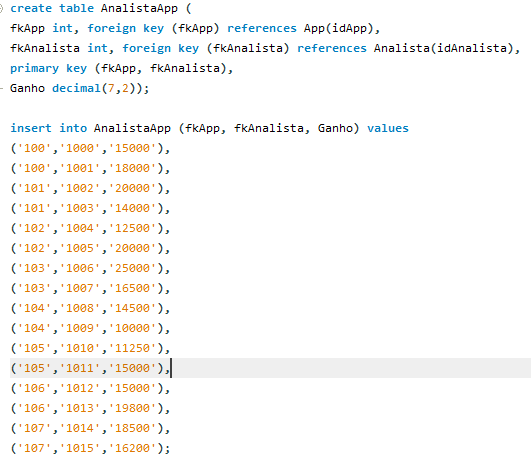 create table AnalistaApp (
fkApp int, foreign key (fkApp) references App(idApp),
fkAnalista int, foreign key (fkAnalista) references Analista(idAnalista),
primary key (fkApp, fkAnalista),
Ganho decimal(7,2));
insert into AnalistaApp (fkApp, fkAnalista, Ganho) values
('100','1000','15000'),
('100','1001','18000'),
('101','1002','20000'),
('101','1003','14000'),
('102','1004','12500'),
('102','1005','20000'),
('103','1006','25000'),
('103','1007','16500'),
('104','1008','14500'),
('104','1009','10000'),
('105','1010','11250'),
('105','1011','15000'),
('106','1012','15000'),
('106','1013','19800'),
('107','1014','18500'),
('107','1015','16200');